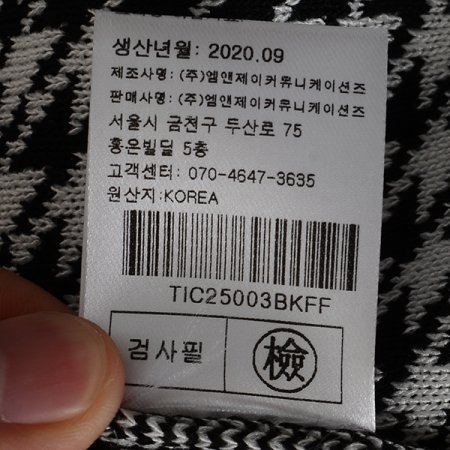 생산년월: 2020.09
제조사명: (주)엘앤제이커뮤니케이션즈
판매사명: (주)엘앤제이커뮤니케이션즈
서울시 금천구 두산로 75
홍은빌딩 5층
고객센터: 070-4647-3635
원산지:KOREA
TIC25003BKFF
검사필 檢